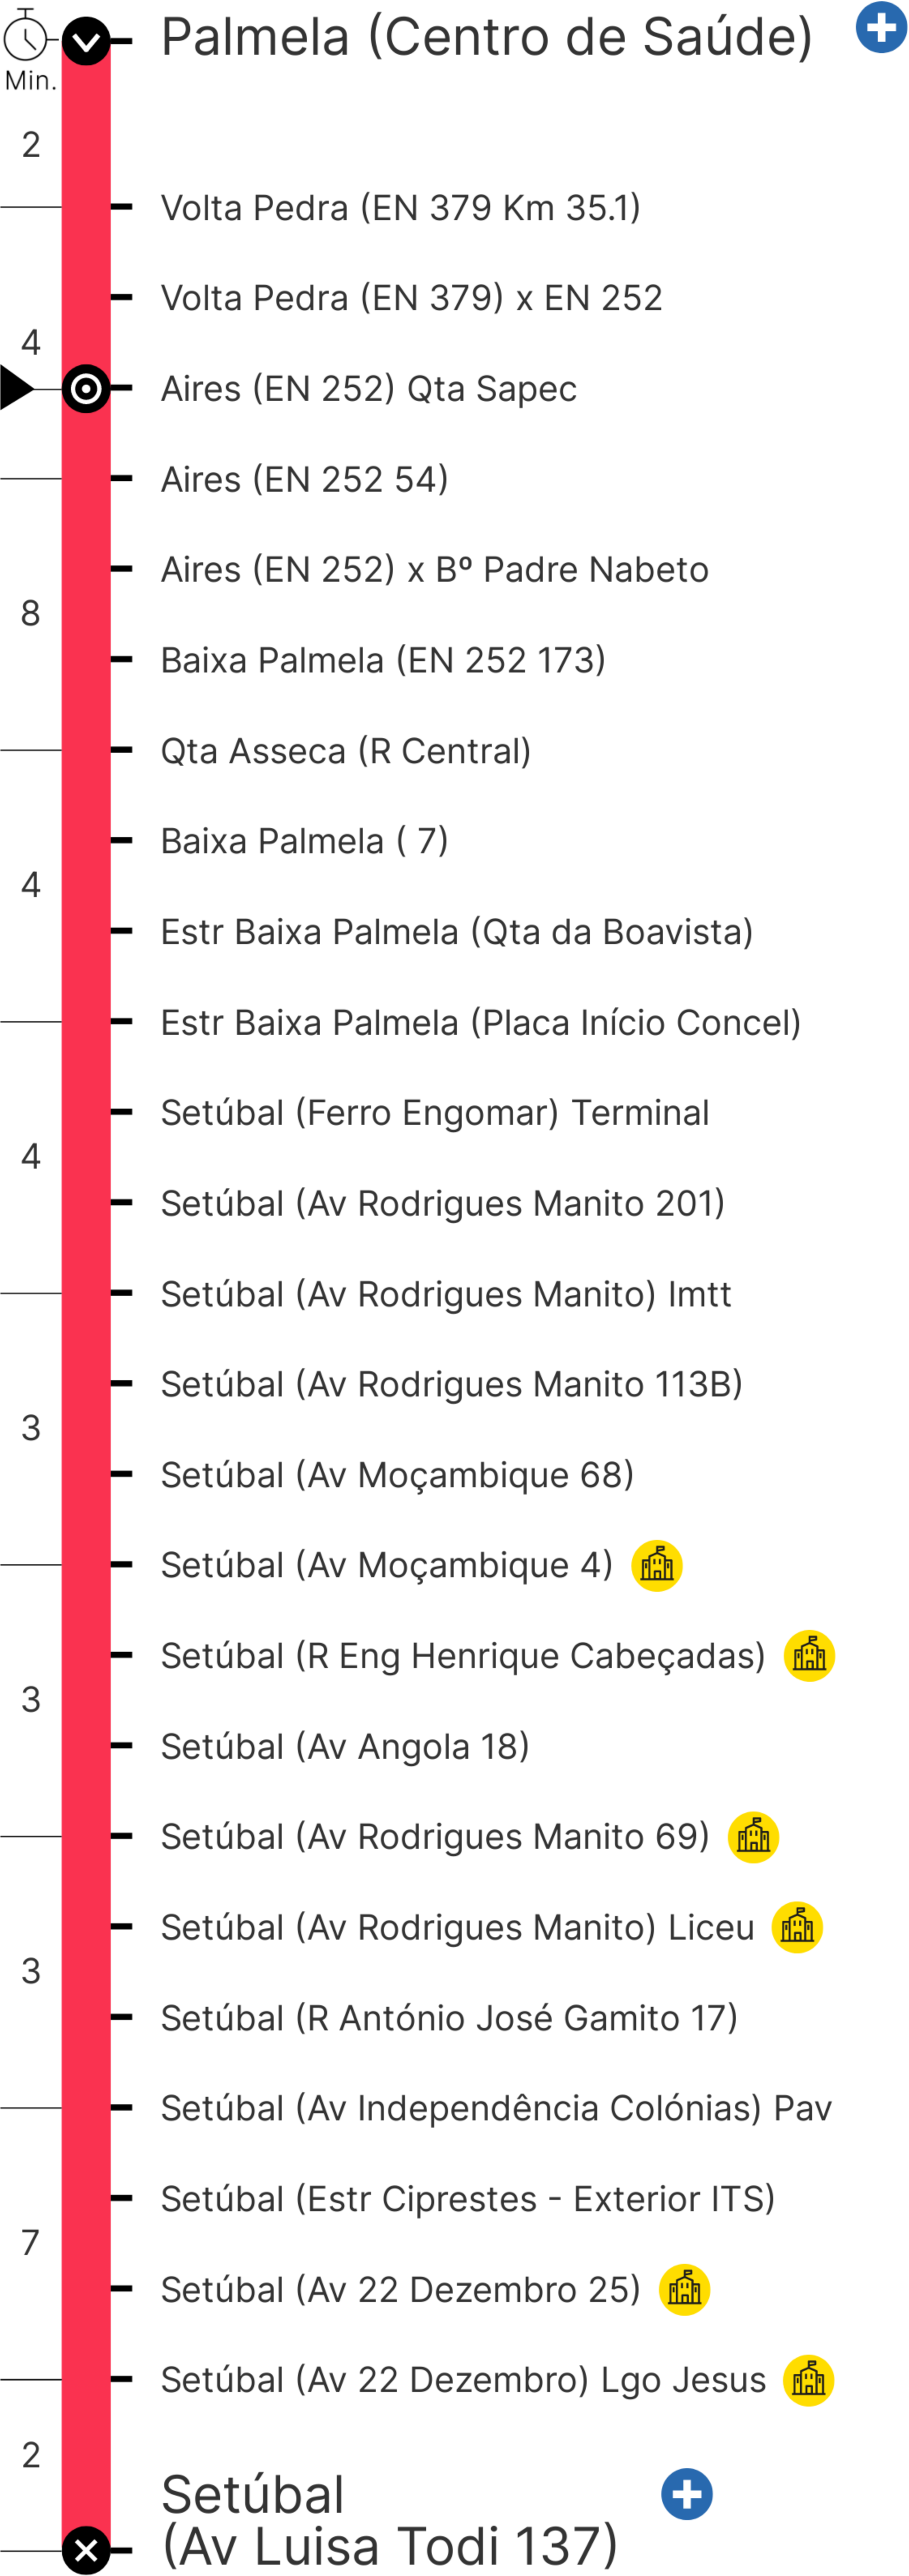 Palmela (Centro de Saúde)
Min.
2
Volta Pedra (EN 379 Km 35.1)
Volta Pedra (EN 379) x EN 252
4
Aires (EN 252) Qta Sapec
Aires (EN 252 54)
Aires (EN 252) x Bº Padre Nabeto
8
Baixa Palmela (EN 252 173)
Qta Asseca (R Central)
Baixa Palmela ( 7)
4
Estr Baixa Palmela (Qta da Boavista)
Estr Baixa Palmela (Placa Início Concel)
Setúbal (Ferro Engomar) Terminal
4
Setúbal (Av Rodrigues Manito 201)
Setúbal (Av Rodrigues Manito) Imtt
Setúbal (Av Rodrigues Manito 113B)
3
Setúbal (Av Moçambique 68)
Setúbal (Av Moçambique 4)
Setúbal (R Eng Henrique Cabeçadas)
3
Setúbal (Av Angola 18)
Setúbal (Av Rodrigues Manito 69)
Setúbal (Av Rodrigues Manito) Liceu
3
Setúbal (R António José Gamito 17)
Setúbal (Av Independência Colónias) Pav
Setúbal (Estr Ciprestes - Exterior ITS)
7
Setúbal (Av 22 Dezembro 25)
Setúbal (Av 22 Dezembro) Lgo Jesus
2
Setúbal
(Av Luisa Todi 137)